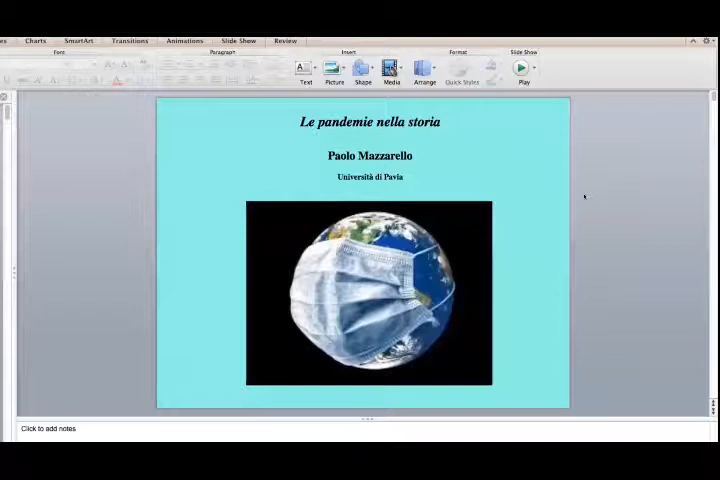 es Charts SmartArt Transitions Animations Slide Show Review
Font Paragraph Insert Format Slide Show
Text Picture Shape Media Arrange Quick Styles Play
Le pandemie nella storia
Paolo Mazzarello
Università di Pavia
Click to add notes